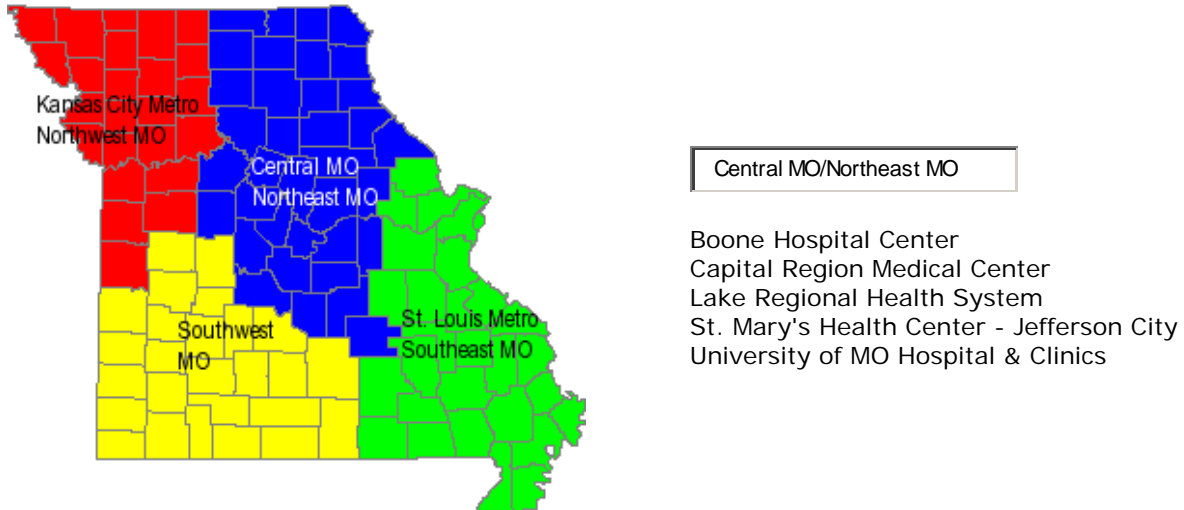 Kansas City Metro
Northwest MO
Central MO
Northeast MO
Southwest
MO
St. Louis Metro
Southeast MO
Central MO/Northeast MO
Boone Hospital Center
Capital Region Medical Center
Lake Regional Health System
St. Mary's Health Center - Jefferson City
University of MO Hospital & Clinics